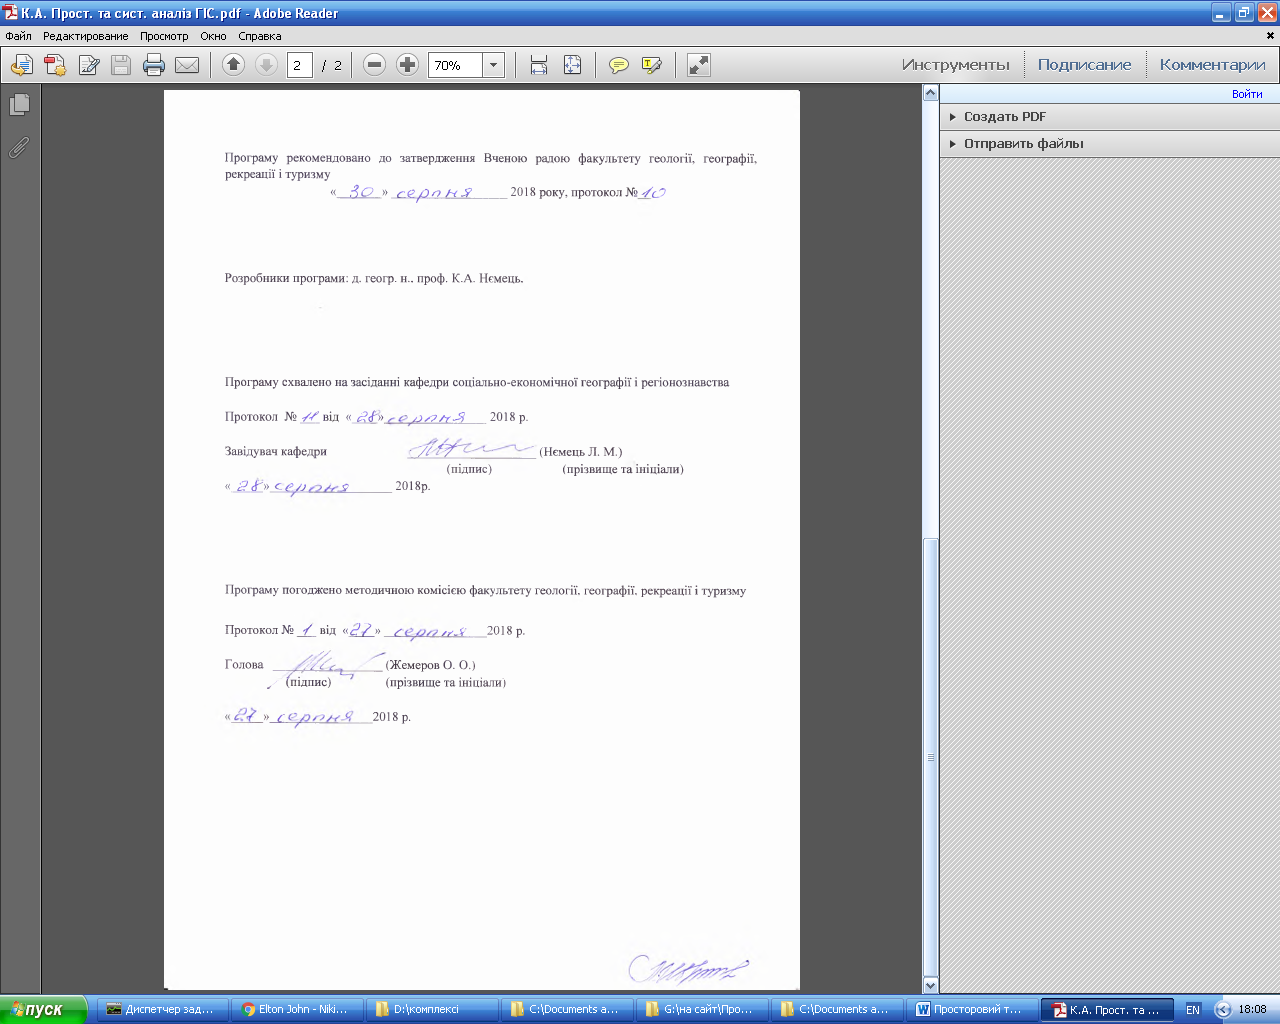 К.А. Прост. та сист. аналіз ГІС.pdf - Adobe Reader
Файл Редактирование Просмотр Окно Справка
2 / 2 70% Инструменты Подписание Комментарии
Войти
Создать PDF
Отправить файлы
Програму рекомендовано до затвердження Вченою радою факультету геології, географії,
рекреації і туризму
« 30 » серпня 2018 року, протокол № 10
Розробники програми: д. геогр. н., проф. К.А. Нємець.
Програму схвалено на засіданні кафедри соціально-економічної географії і регіонознавства
Протокол № 11 від « 28 » серпня 2018 р.
Завідувач кафедри (Нємець Л. М.)
(підпис) (прізвище та ініціали)
« 28 » серпня 2018р.
Програму погоджено методичною комісією факультету геології, географії, рекреації і туризму
Протокол № 1 від « 27 » серпня 2018 р.
Голова (Жемеров О. О.)
(підпис) (прізвище та ініціали)
« 27 » серпня 2018 р.
пуск Диспетчер зад... Elton John - Niki... D:\комплексі C:\Documents a... G:\на сайт\Про... C:\Documents a... Просторовий т... К.А. Прост. та ... EN 18:08